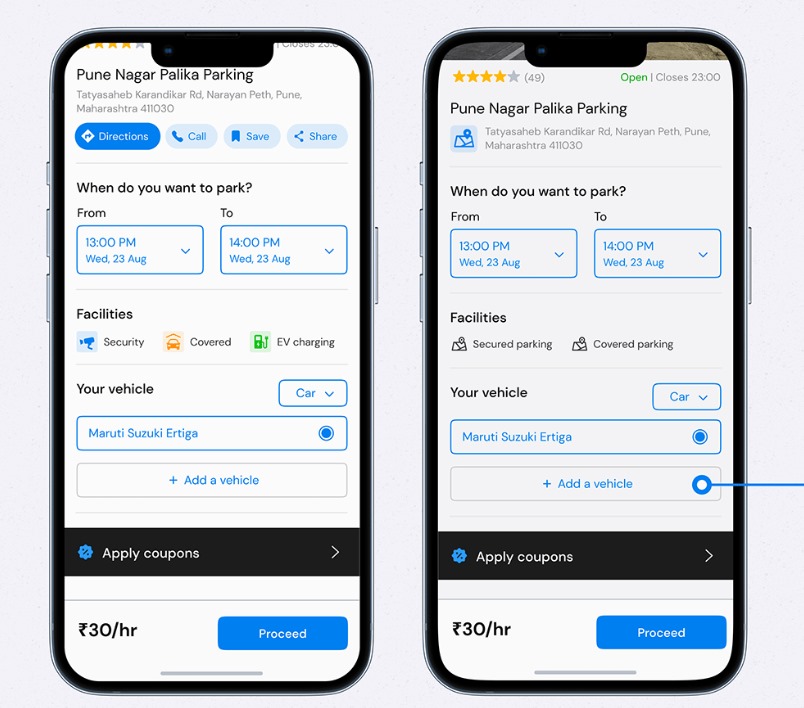 Closes 23:0
Pune Nagar Palika Parking
Tatyasaheb Karandikar Rd, Narayan Peth, Pune,
Maharashtra 411030
Directions
Call
Save
Share
When do you want to park?
From
To
13:00 PM
Wed, 23 Aug
14:00 PM
Wed, 23 Aug
Facilities
Security
Covered
EV charging
Your vehicle
Car
Maruti Suzuki Ertiga
+ Add a vehicle
Apply coupons
₹30/hr
Proceed
(49)
Open | Closes 23:00
Pune Nagar Palika Parking
Tatyasaheb Karandikar Rd, Narayan Peth, Pune,
Maharashtra 411030
When do you want to park?
From
To
13:00 PM
Wed, 23 Aug
14:00 PM
Wed, 23 Aug
Facilities
Secured parking
Covered parking
Your vehicle
Car
Maruti Suzuki Ertiga
+ Add a vehicle
Apply coupons
₹30/hr
Proceed